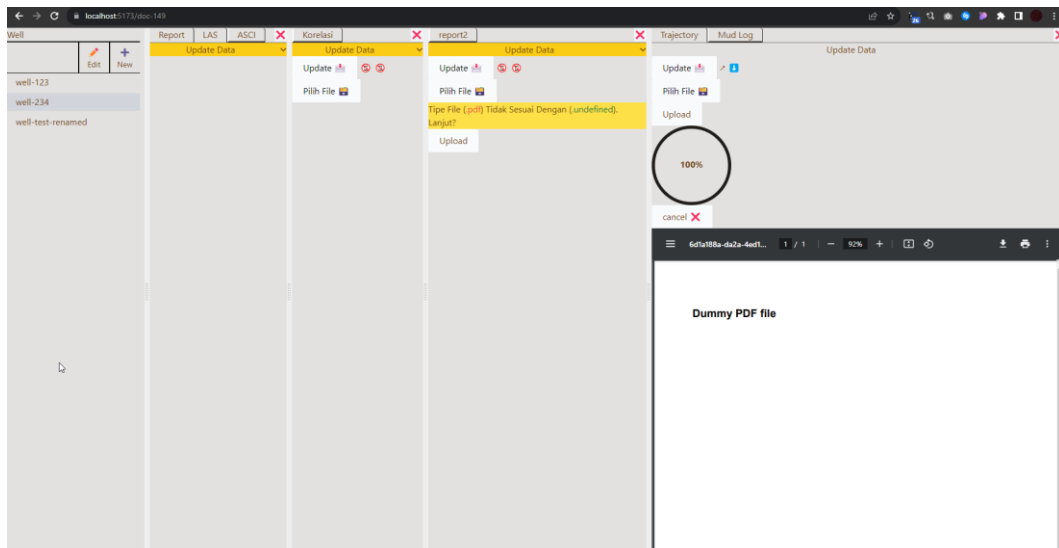 localhost:5173/doc-149
Well
Edit
New
well-123
well-234
well-test-renamed
Report
LAS
ASCI
Update Data
Korelasi
Update Data
Update
Pilih File
report2
Update Data
Update
Pilih File
Tipe File (.pdf) Tidak Sesuai Dengan (.undefined).
Lanjut?
Upload
Trajectory
Mud Log
Update Data
Update
Pilih File
Upload
100%
cancel
6d1a188a-da2a-4ed1...
1 / 1
92%
Dummy PDF file